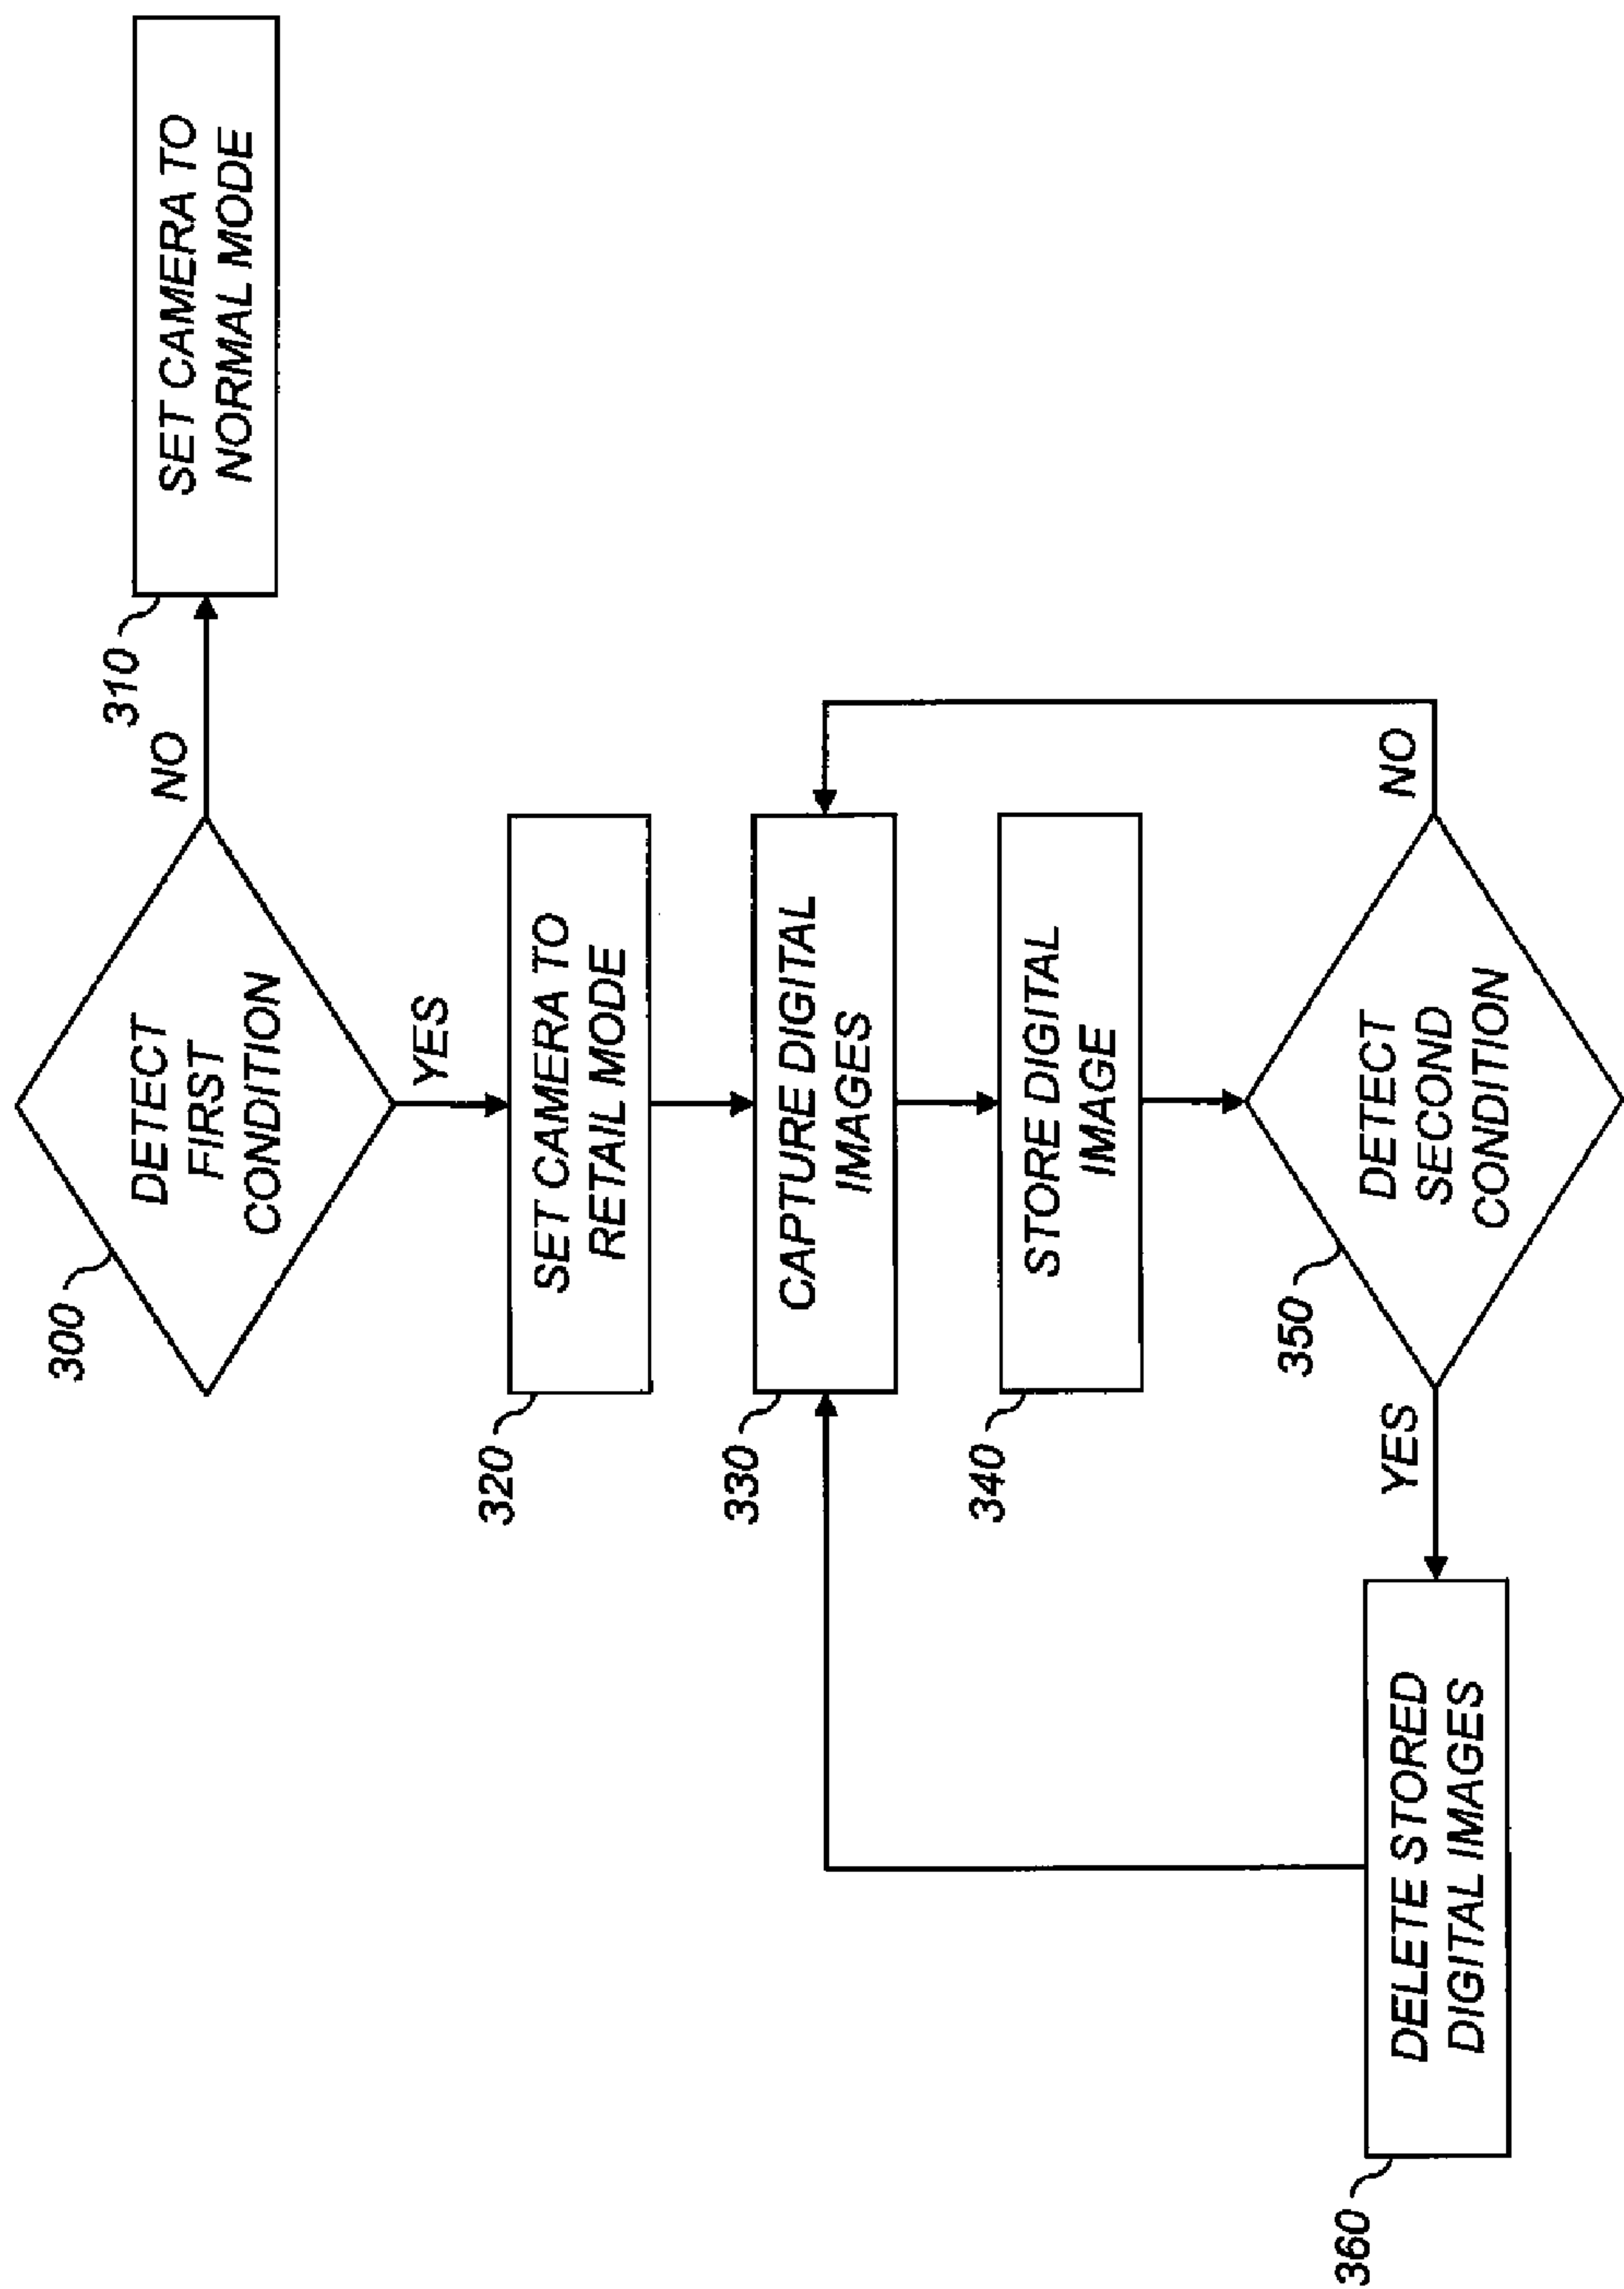 300
DETECT
FIRST
CONDITION
NO
310
SET CAMERA TO
NORMAL MODE
YES
320
SET CAMERA TO
RETAIL MODE
330
CAPTURE DIGITAL
IMAGES
340
STORE DIGITAL
IMAGE
350
DETECT
SECOND
CONDITION
NO
YES
360
DELETE STORED
DIGITAL IMAGES